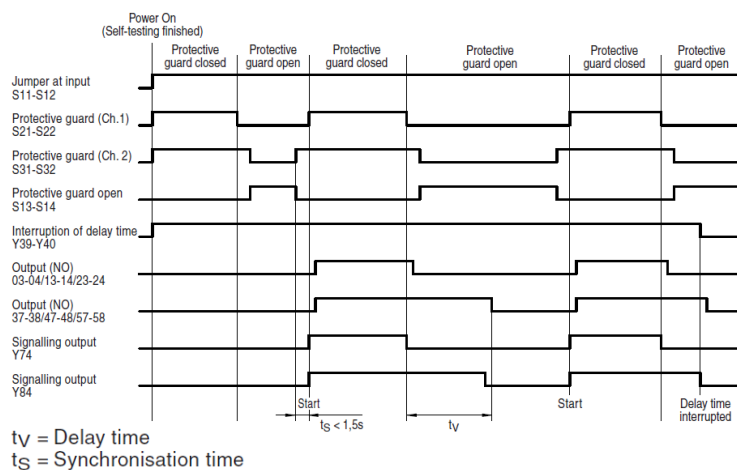 Power On
(Self-testing finished)
Protective
guard closed
Protective
guard open
Protective
guard closed
Protective
guard open
Protective
guard closed
Protective
guard open
Jumper at input
S11-S12
Protective guard (Ch.1)
S21-S22
Protective guard (Ch. 2)
S31-S32
Protective guard open
S13-S14
Interruption of delay time
Y39-Y40
Output (NO)
03-04/13-14/23-24
Output (NO)
37-38/47-48/57-58
Signalling output
Y74
Signalling output
Y84
Start
tS < 1,5s
tV
Start
Delay time
interrupted
tV = Delay time
tS = Synchronisation time